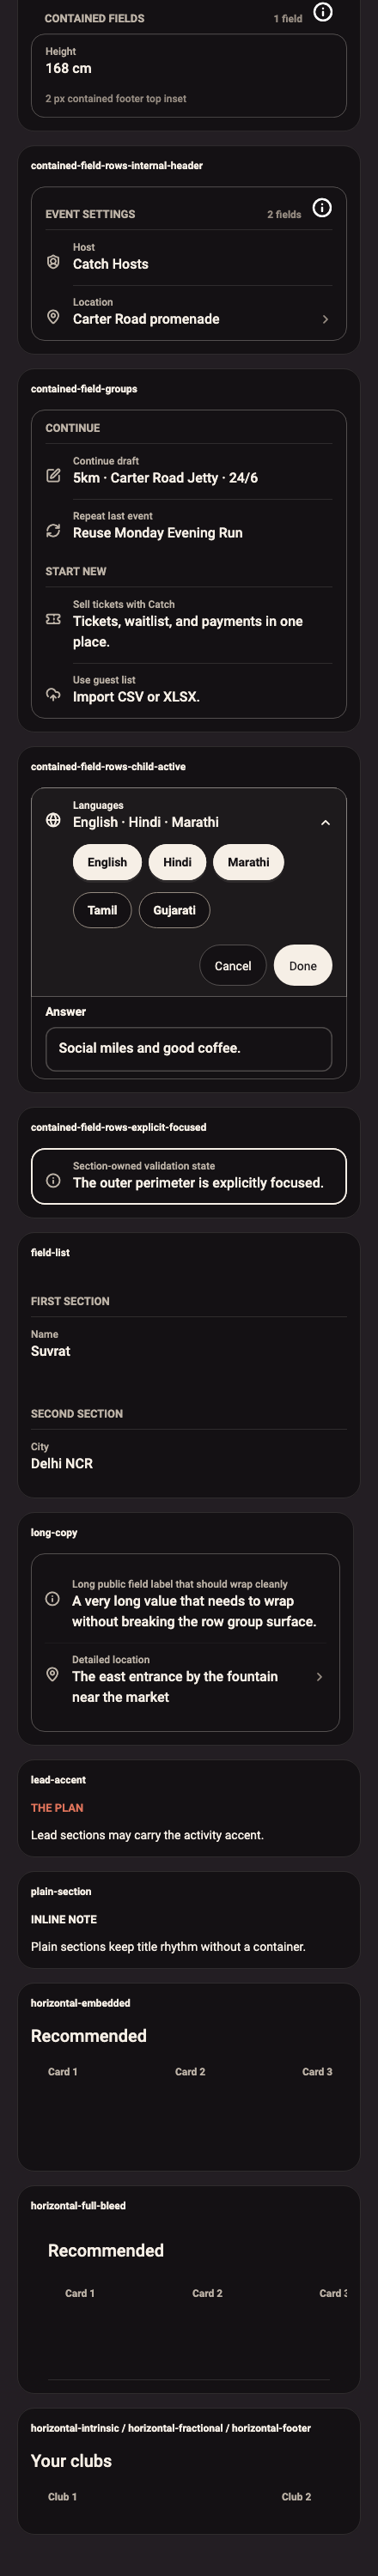 CONTAINED FIELDS 1 field
Height
168 cm
2 px contained footer top inset
contained-field-rows-internal-header
EVENT SETTINGS 2 fields
Host
Catch Hosts
Location
Carter Road promenade
contained-field-groups
CONTINUE
Continue draft
5km · Carter Road Jetty · 24/6
Repeat last event
Reuse Monday Evening Run
START NEW
Sell tickets with Catch
Tickets, waitlist, and payments in one
place.
Use guest list
Import CSV or XLSX.
contained-field-rows-child-active
Languages
English · Hindi · Marathi
English Hindi Marathi
Tamil Gujarati
Cancel Done
Answer
Social miles and good coffee.
contained-field-rows-explicit-focused
Section-owned validation state
The outer perimeter is explicitly focused.
field-list
FIRST SECTION
Name
Suvrat
SECOND SECTION
City
Delhi NCR
long-copy
Long public field label that should wrap cleanly
A very long value that needs to wrap
without breaking the row group surface.
Detailed location
The east entrance by the fountain
near the market
lead-accent
THE PLAN
Lead sections may carry the activity accent.
plain-section
INLINE NOTE
Plain sections keep title rhythm without a container.
horizontal-embedded
Recommended
Card 1 Card 2 Card 3
horizontal-full-bleed
Recommended
Card 1 Card 2 Card 3
horizontal-intrinsic / horizontal-fractional / horizontal-footer
Your clubs
Club 1 Club 2